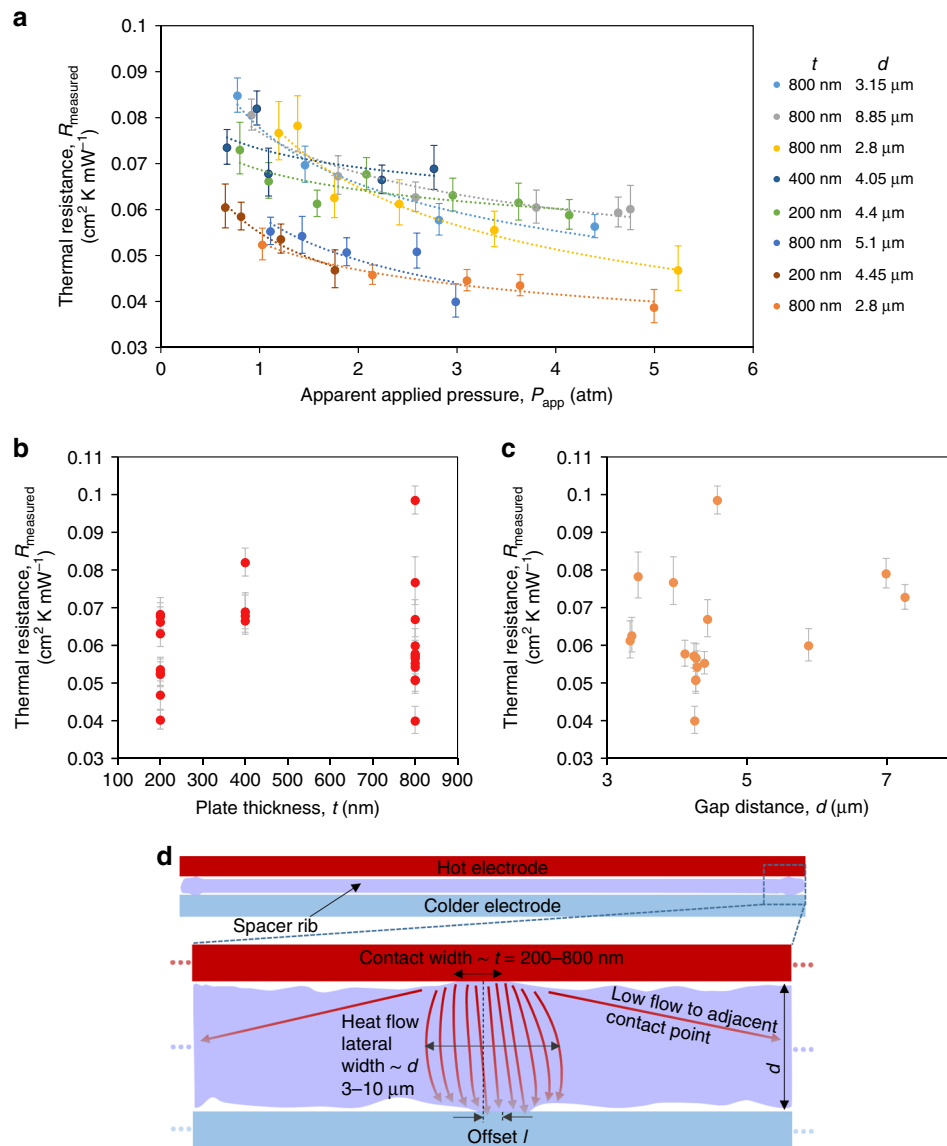 a
0.1
0.09
0.08
0.07
0.06
0.05
0.04
0.03
Thermal resistance, Rmeasured
(cm² K mW⁻¹)
0 1 2 3 4 5 6
Apparent applied pressure, Papp (atm)
t d
800 nm 3.15 μm
800 nm 8.85 μm
800 nm 2.8 μm
400 nm 4.05 μm
200 nm 4.4 μm
800 nm 5.1 μm
200 nm 4.45 μm
800 nm 2.8 μm
b
0.11
0.1
0.09
0.08
0.07
0.06
0.05
0.04
0.03
Thermal resistance, Rmeasured
(cm² K mW⁻¹)
100 200 300 400 500 600 700 800 900
Plate thickness, t (nm)
c
0.11
0.1
0.09
0.08
0.07
0.06
0.05
0.04
0.03
Thermal resistance, Rmeasured
(cm² K mW⁻¹)
3 5 7
Gap distance, d (μm)
d
Hot electrode
Colder electrode
Spacer rib
Contact width ~ t = 200–800 nm
Heat flow
lateral
width ~ d
3–10 μm
Low flow to adjacent
contact point
d
Offset l